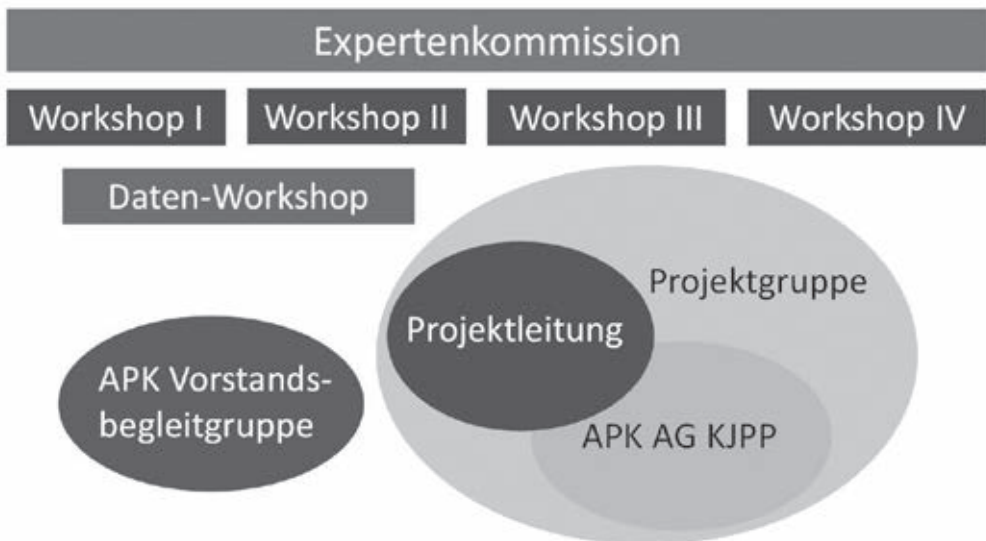 Expertenkommission
Workshop I
Workshop II
Workshop III
Workshop IV
Daten-Workshop
Projektgruppe
Projektleitung
APK Vorstands-
begleitgruppe
APK AG KJPP